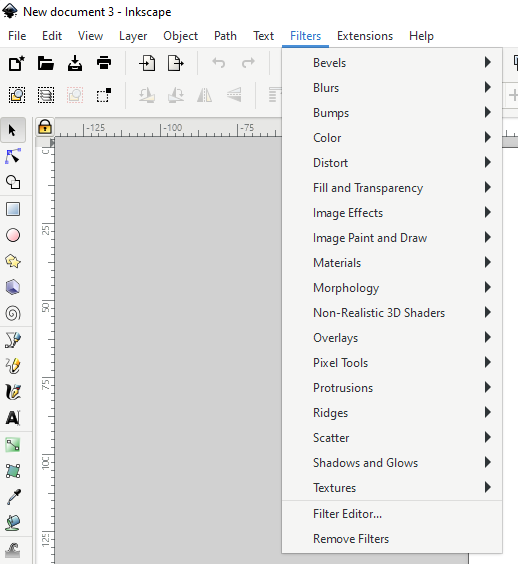 New document 3 - Inkscape
File Edit View Layer Object Path Text Filters Extensions Help
Bevels
Blurs
Bumps
Color
Distort
Fill and Transparency
Image Effects
Image Paint and Draw
Materials
Morphology
Non-Realistic 3D Shaders
Overlays
Pixel Tools
Protrusions
Ridges
Scatter
Shadows and Glows
Textures
Filter Editor...
Remove Filters
-125 -100 -75
0
25
50
75
100
125
A